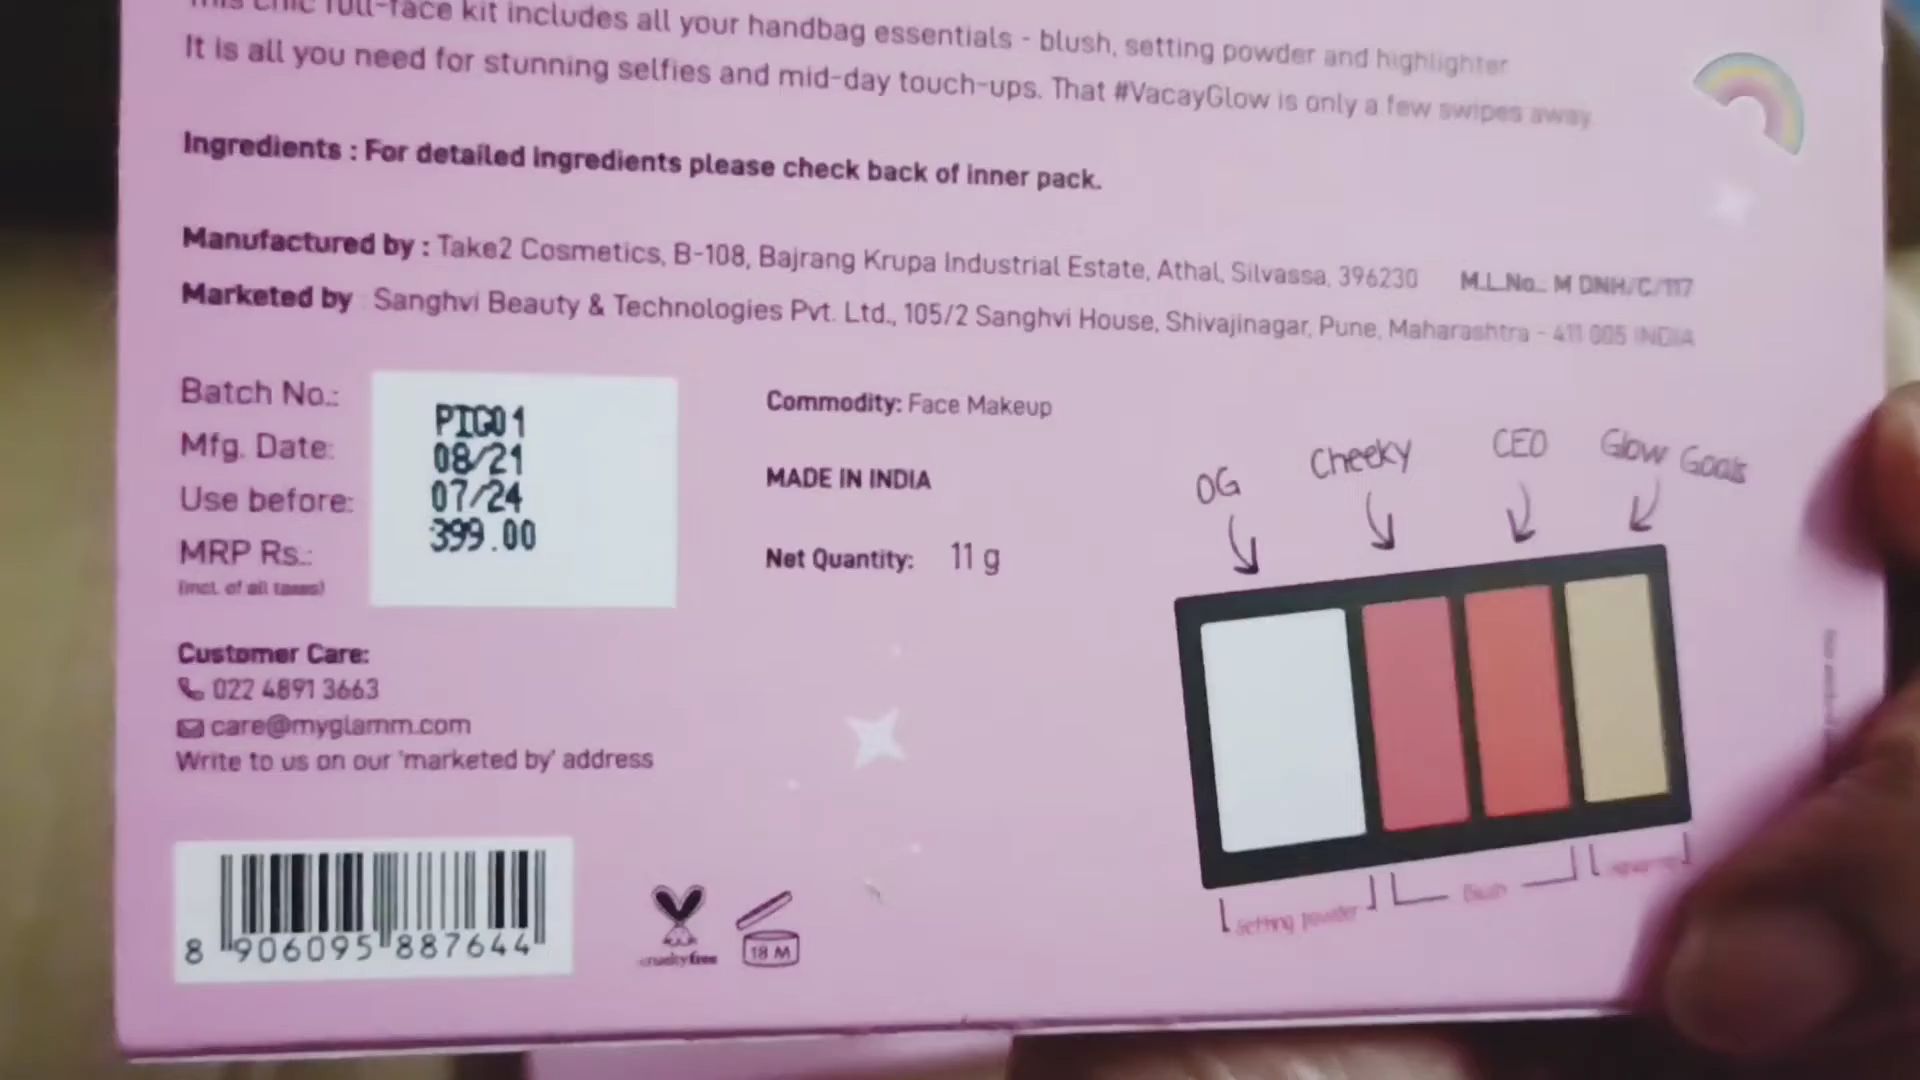 This chic full-face kit includes all your handbag essentials - blush, setting powder and highlighter
It is all you need for stunning selfies and mid-day touch-ups. That #VacayGlow is only a few swipes away
Ingredients : For detailed ingredients please check back of inner pack.
Manufactured by : Take2 Cosmetics, B-108, Bajrang Krupa Industrial Estate, Athal, Silvassa, 396230 M.L.No.. M DNH/C/117
Marketed by : Sanghvi Beauty & Technologies Pvt. Ltd., 105/2 Sanghvi House, Shivajinagar, Pune, Maharashtra - 411 005 INDIA
Batch No.: PIG01
Mfg. Date: 08/21
Use before: 07/24
MRP Rs.: 399.00
(incl. of all taxes)
Commodity: Face Makeup
MADE IN INDIA
Net Quantity: 11 g
OG Cheeky CEO Glow Goals
Setting powder Blush
Customer Care:
022 4891 3663
care@myglamm.com
Write to us on our 'marketed by' address
8 906095 887644
crueltyfree
18 M